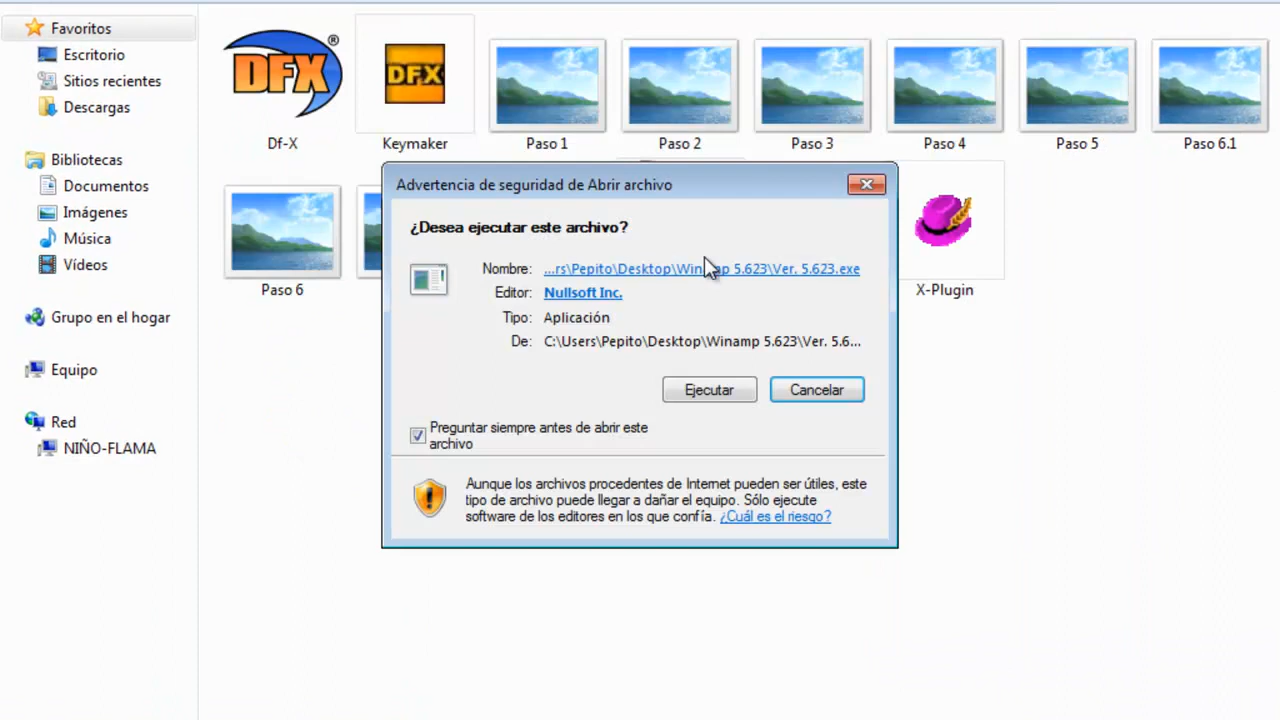 Favoritos
Escritorio
Sitios recientes
Descargas
Bibliotecas
Documentos
Imágenes
Música
Vídeos
Grupo en el hogar
Equipo
Red
NIÑO-FLAMA
DFX®
DFX
Df-X
Keymaker
Paso 1
Paso 2
Paso 3
Paso 4
Paso 5
Paso 6.1
Paso 6
X-Plugin
Advertencia de seguridad de Abrir archivo
¿Desea ejecutar este archivo?
Nombre: ...rs\Pepito\Desktop\Winamp 5.623\Ver. 5.623.exe
Editor: Nullsoft Inc.
Tipo: Aplicación
De: C:\Users\Pepito\Desktop\Winamp 5.623\Ver. 5.6...
Ejecutar
Cancelar
Preguntar siempre antes de abrir este
archivo
Aunque los archivos procedentes de Internet pueden ser útiles, este
tipo de archivo puede llegar a dañar el equipo. Sólo ejecute
software de los editores en los que confía. ¿Cuál es el riesgo?